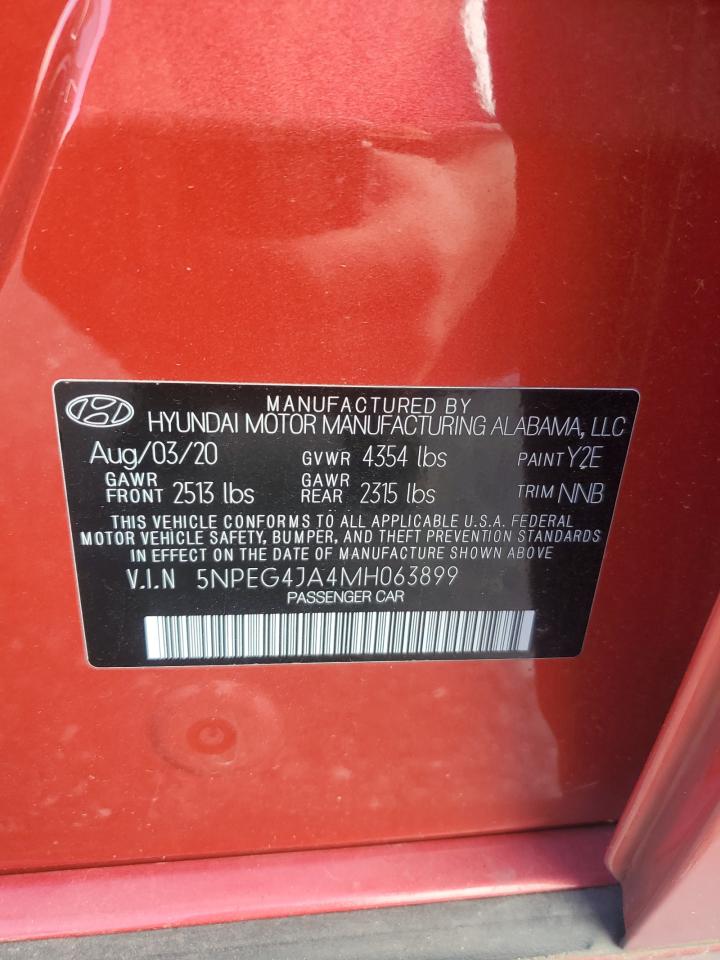 MANUFACTURED BY
HYUNDAI MOTOR MANUFACTURING ALABAMA, LLC
Aug/03/20 GVWR 4354 lbs PAINT Y2E
GAWR FRONT 2513 lbs GAWR REAR 2315 lbs TRIM NNB
THIS VEHICLE CONFORMS TO ALL APPLICABLE U.S.A. FEDERAL
MOTOR VEHICLE SAFETY, BUMPER, AND THEFT PREVENTION STANDARDS
IN EFFECT ON THE DATE OF MANUFACTURE SHOWN ABOVE
V.I.N 5NPEG4JA4MH063899
PASSENGER CAR